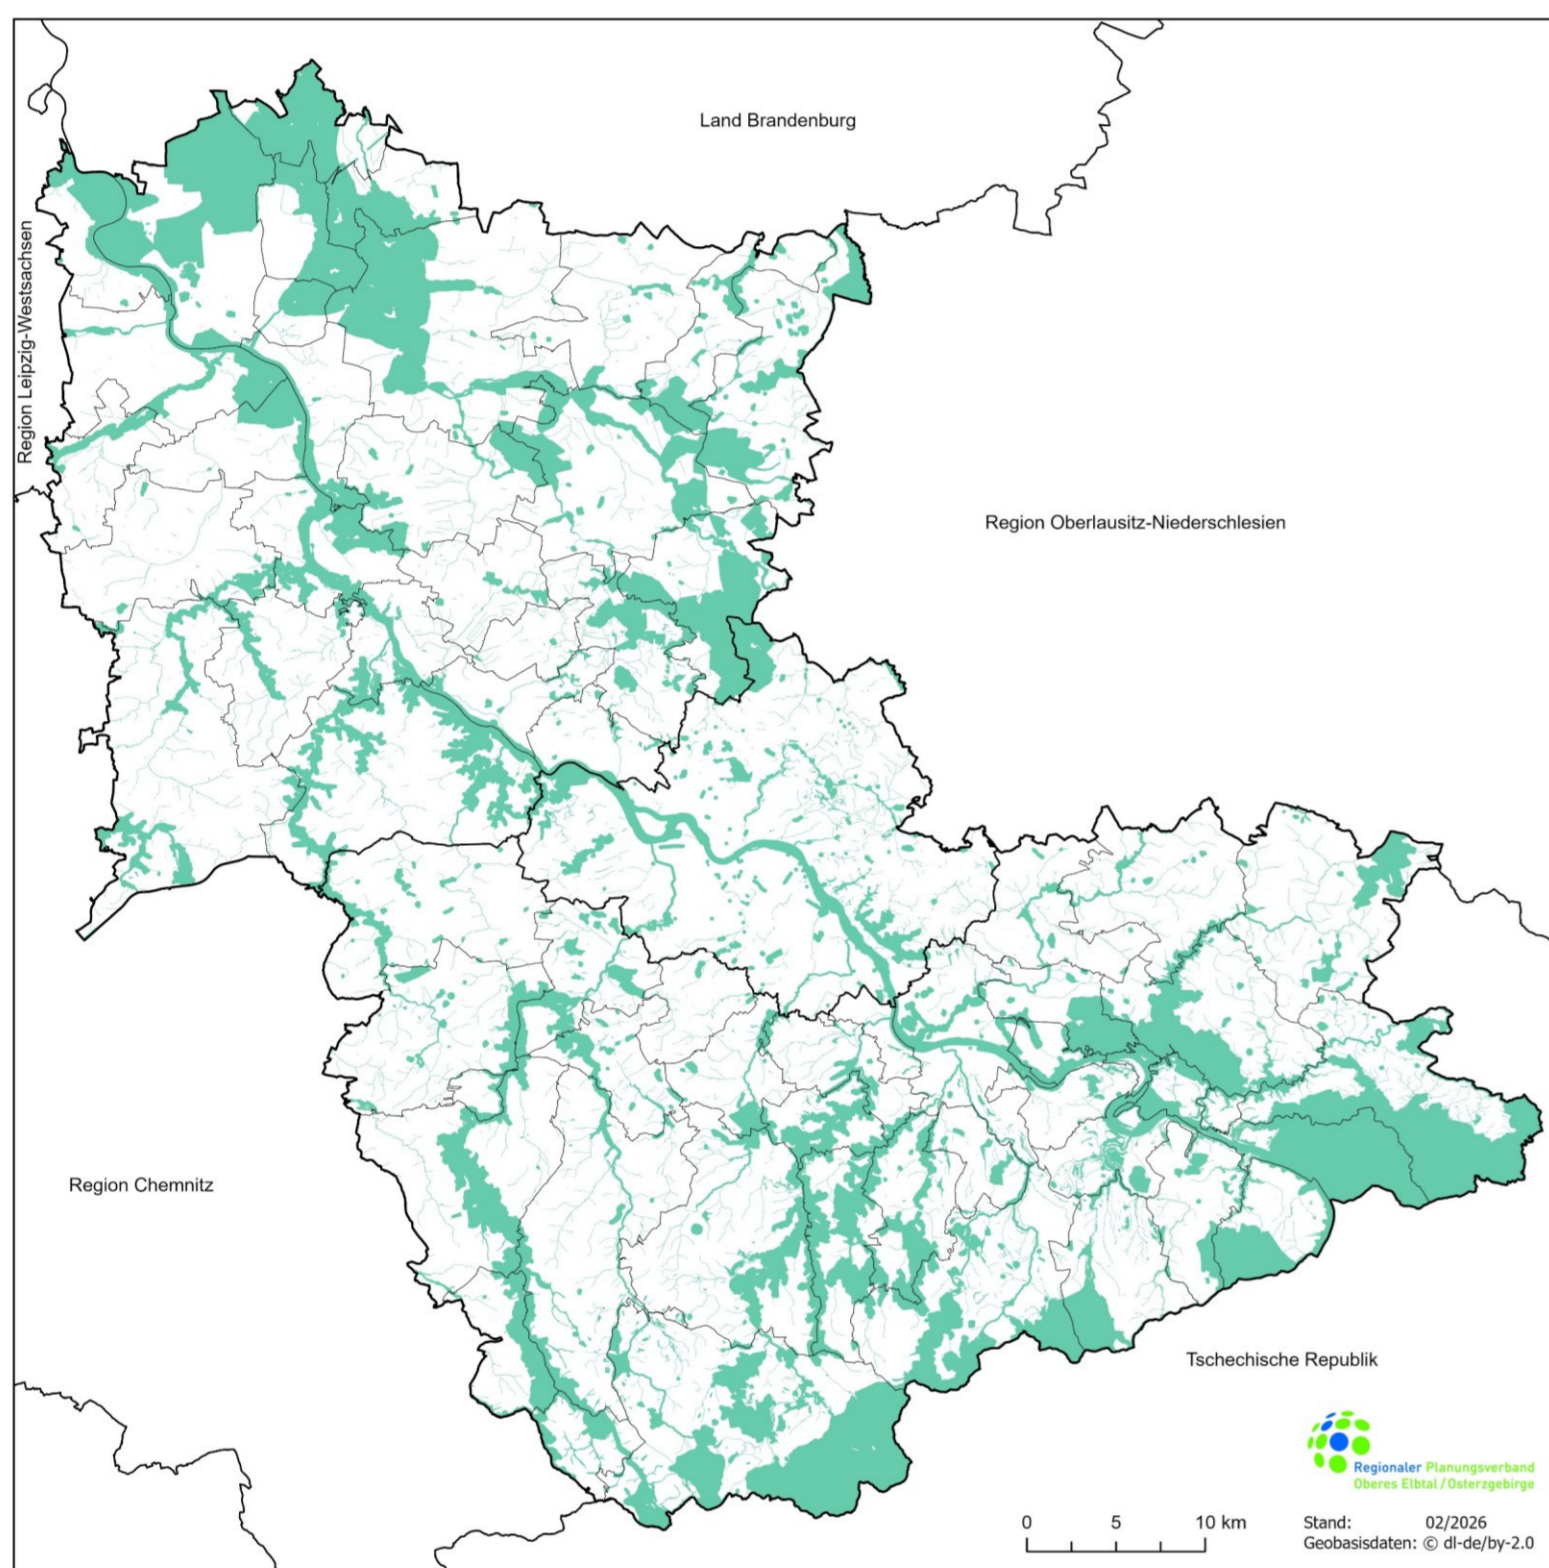 Land Brandenburg
Region Leipzig-Westsachsen
Region Oberlausitz-Niederschlesien
Region Chemnitz
Tschechische Republik
Regionaler Planungsverband
Oberes Elbtal / Osterzgebirge
0 5 10 km
Stand: 02/2026
Geobasisdaten: © dl-de/by-2.0